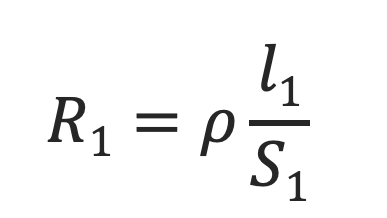 R₁ = ρ l₁/S₁